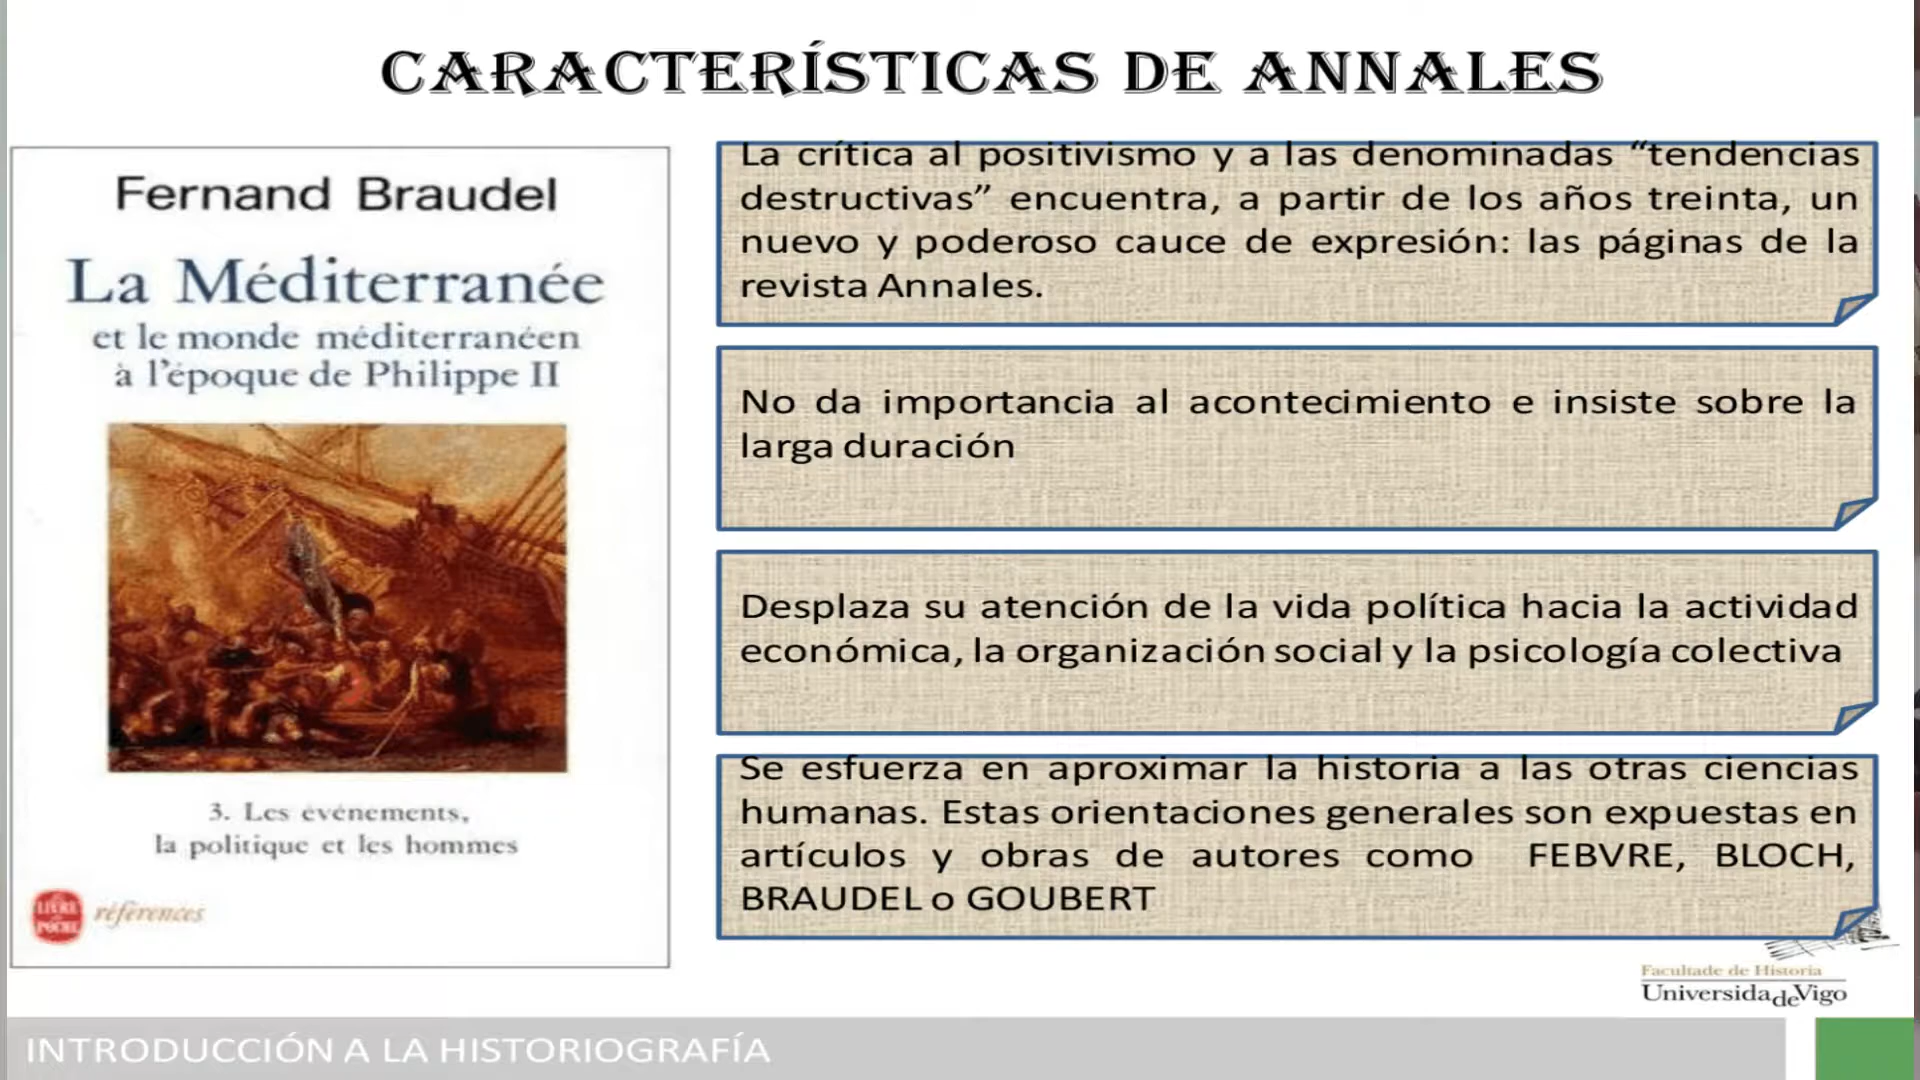 CARACTERÍSTICAS DE ANNALES
Fernand Braudel
La Méditerranée
et le monde méditerranéen
à l'époque de Philippe II
3. Les événements,
la politique et les hommes
LIVRE
POCHE
références
La crítica al positivismo y a las denominadas “tendencias
destructivas” encuentra, a partir de los años treinta, un
nuevo y poderoso cauce de expresión: las páginas de la
revista Annales.
No da importancia al acontecimiento e insiste sobre la
larga duración
Desplaza su atención de la vida política hacia la actividad
económica, la organización social y la psicología colectiva
Se esfuerza en aproximar la historia a las otras ciencias
humanas. Estas orientaciones generales son expuestas en
artículos y obras de autores como FEBVRE, BLOCH,
BRAUDEL o GOUBERT
Facultade de Historia
UniversidadeVigo
INTRODUCCIÓN A LA HISTORIOGRAFÍA